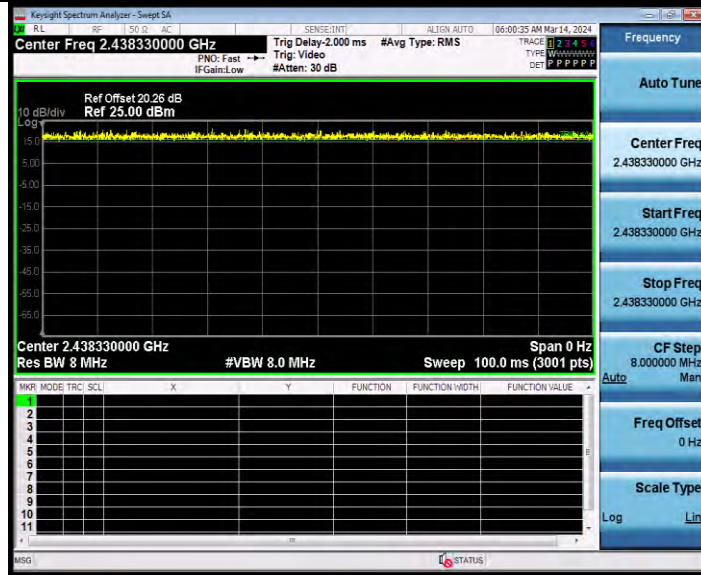 Keysight Spectrum Analyzer - Swept SA
RL RF 50 Ω AC SENSE:INT ALIGN AUTO 06:00:35 AM Mar 14, 2024
Center Freq 2.438330000 GHz
PNO: Fast
IFGain:Low
Trig Delay-2.000 ms
Trig: Video
#Atten: 30 dB
#Avg Type: RMS
TRACE 1 2 3 4 5 6
TYPE
DET P P P P P P
Ref Offset 20.26 dB
10 dB/div Ref 25.00 dBm
Log
15.0
5.00
-5.00
-15.0
-25.0
-35.0
-45.0
-55.0
-65.0
Center 2.438330000 GHz Span 0 Hz
Res BW 8 MHz #VBW 8.0 MHz Sweep 100.0 ms (3001 pts)
MKR MODE TRC SCL X Y FUNCTION FUNCTION WIDTH FUNCTION VALUE
1
2
3
4
5
6
7
8
9
10
11
MSG STATUS
Frequency
Auto Tune
Center Freq
2.438330000 GHz
Start Freq
2.438330000 GHz
Stop Freq
2.438330000 GHz
CF Step
8.000000 MHz
Auto Man
Freq Offset
0 Hz
Scale Type
Log Lin